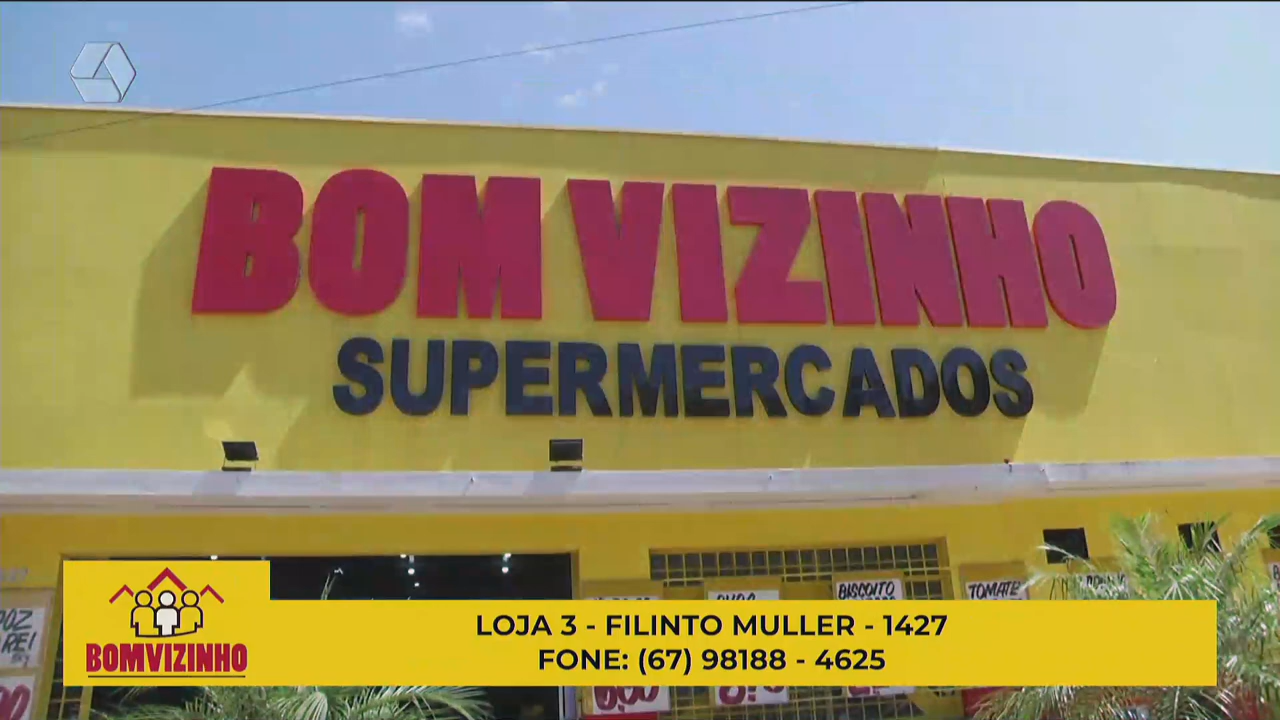 BOM VIZINHO
SUPERMERCADOS
BISCOITO
TOMATE
BOMVIZINHO
LOJA 3 - FILINTO MULLER - 1427
FONE: (67) 98188 - 4625